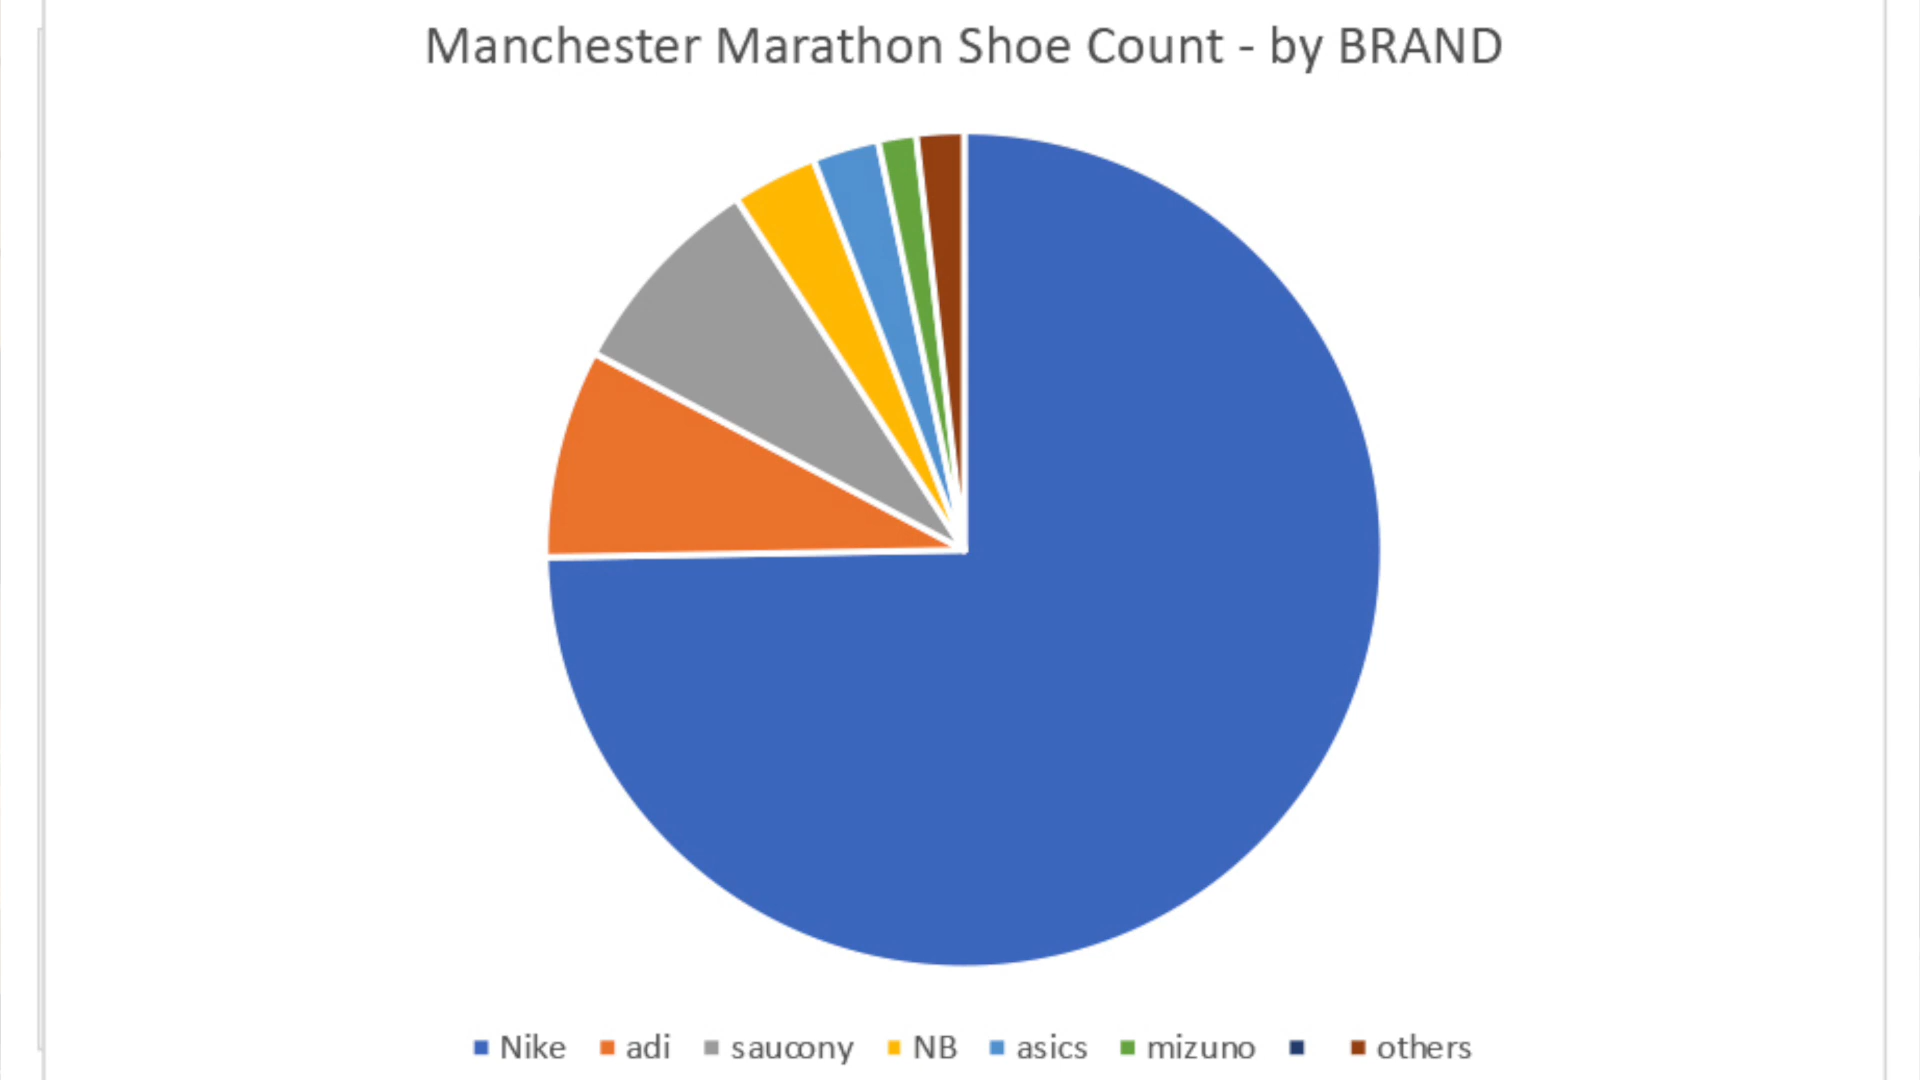 Manchester Marathon Shoe Count - by BRAND
Nike adi saucony NB asics mizuno others